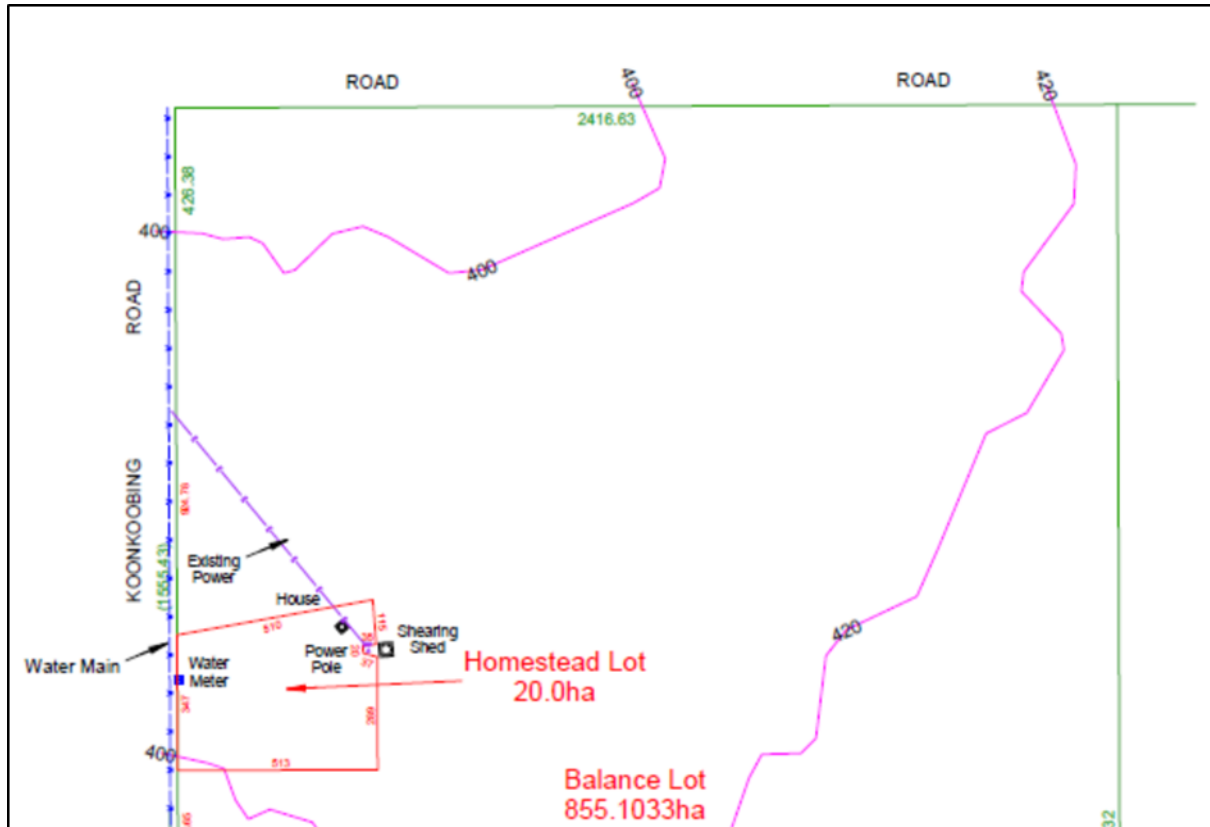 ROAD
ROAD
400
420
2416.63
426.38
400
400
ROAD
KOONKOOBING
(1555.43)
Existing
Power
House
510
115
Shearing
Shed
Power
Pole
Water Main
Water
Meter
Homestead Lot
20.0ha
420
347
269
400
513
Balance Lot
855.1033ha